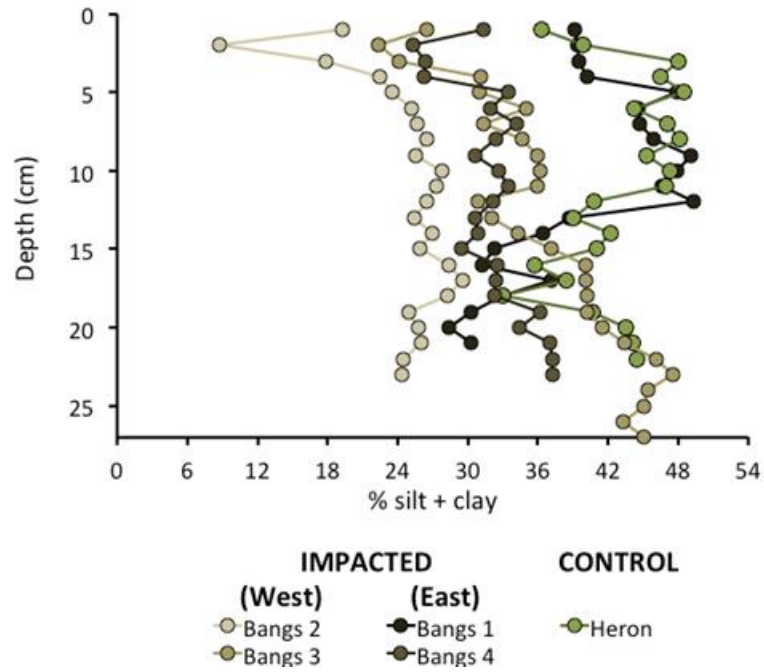 0
5
10
15
20
25
Depth (cm)
0 6 12 18 24 30 36 42 48 54
% silt + clay
IMPACTED CONTROL
(West) (East)
Bangs 2 Bangs 1 Heron
Bangs 3 Bangs 4